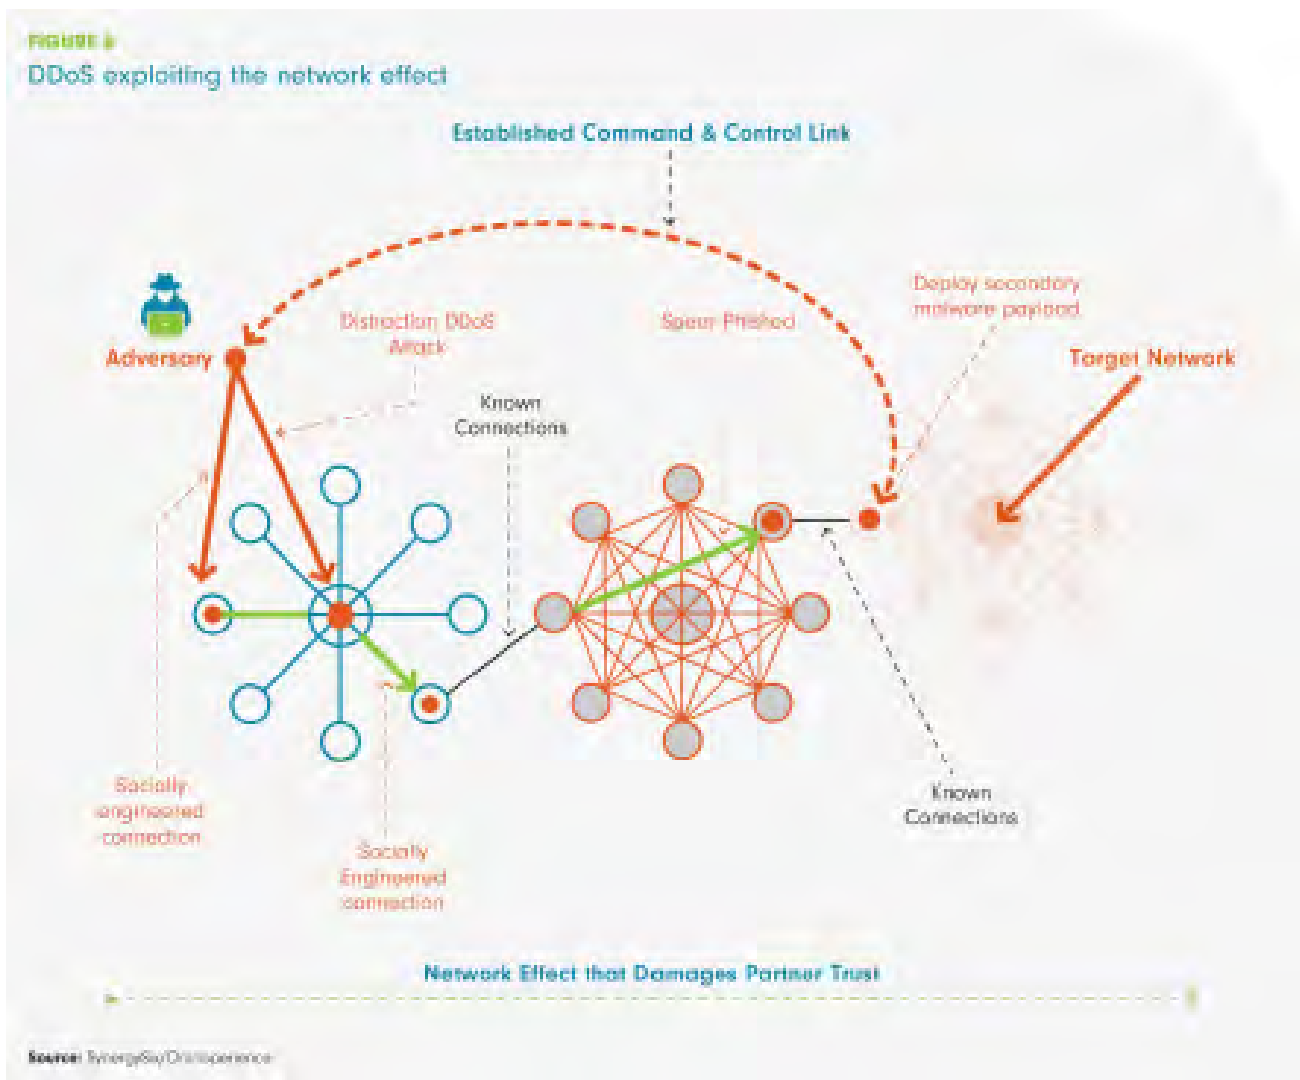 FIGURE 6
DDoS exploiting the network effect
Established Command & Control Link
Deploy secondary
malware payload
Distraction DDoS
Attack
Spear Phished
Adversary
Target Network
Known
Connections
Socially
engineered
connection
Known
Connections
Socially
Engineered
connection
Network Effect that Damages Partner Trust
Source: